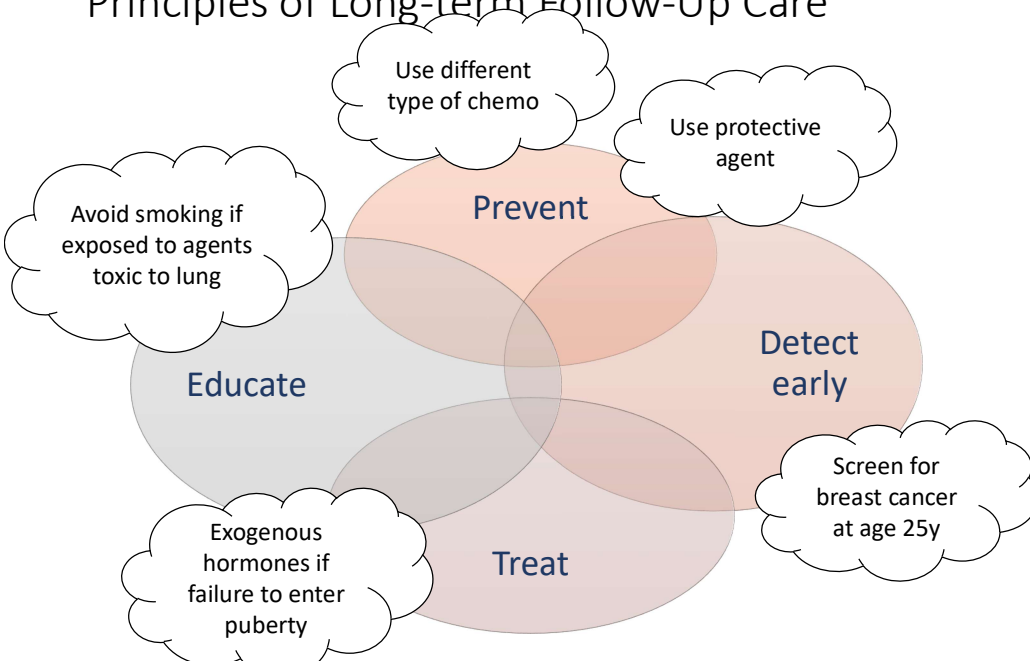 Principles of Long-term Follow-Up Care
Use different
type of chemo
Use protective
agent
Prevent
Avoid smoking if
exposed to agents
toxic to lung
Detect
early
Educate
Screen for
breast cancer
at age 25y
Exogenous
hormones if
failure to enter
puberty
Treat